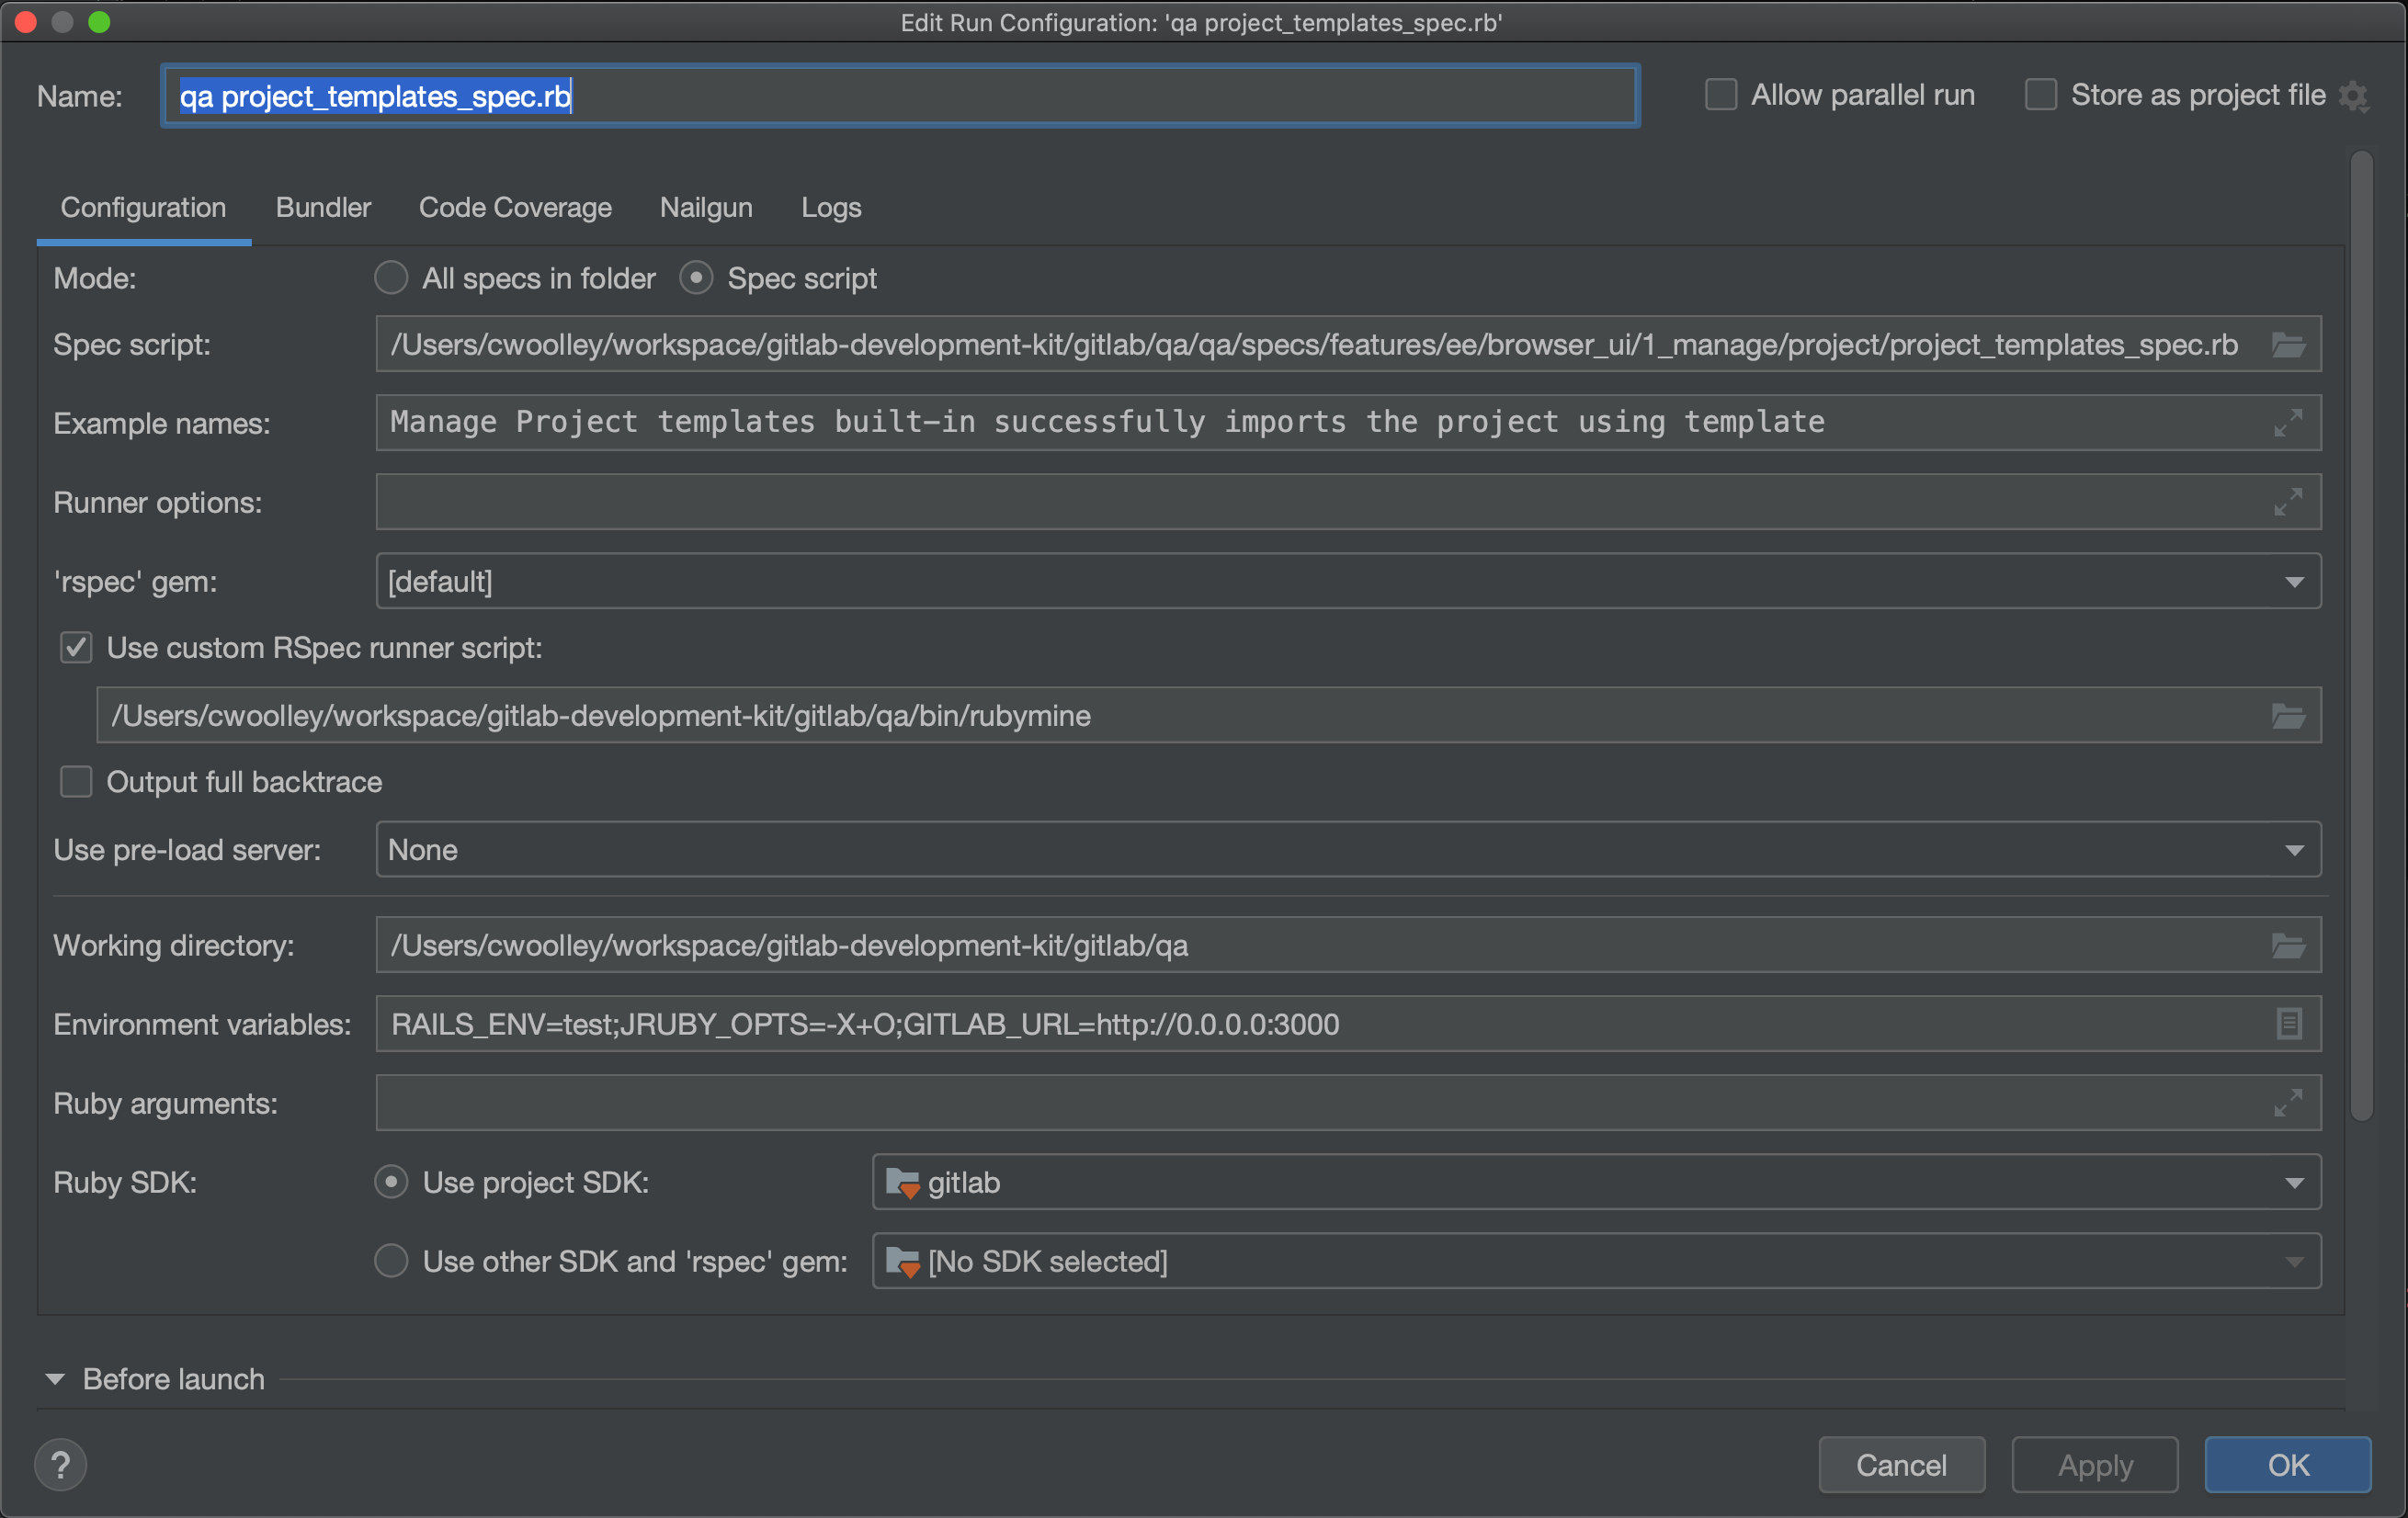 Edit Run Configuration: 'qa project_templates_spec.rb'
Name: qa project_templates_spec.rb Allow parallel run Store as project file
Configuration Bundler Code Coverage Nailgun Logs
Mode: All specs in folder Spec script
Spec script: /Users/cwoolley/workspace/gitlab-development-kit/gitlab/qa/qa/specs/features/ee/browser_ui/1_manage/project/project_templates_spec.rb
Example names: Manage Project templates built-in successfully imports the project using template
Runner options:
'rspec' gem: [default]
Use custom RSpec runner script:
/Users/cwoolley/workspace/gitlab-development-kit/gitlab/qa/bin/rubymine
Output full backtrace
Use pre-load server: None
Working directory: /Users/cwoolley/workspace/gitlab-development-kit/gitlab/qa
Environment variables: RAILS_ENV=test;JRUBY_OPTS=-X+O;GITLAB_URL=http://0.0.0.0:3000
Ruby arguments:
Ruby SDK: Use project SDK: gitlab
Use other SDK and 'rspec' gem: [No SDK selected]
Before launch
? Cancel Apply OK